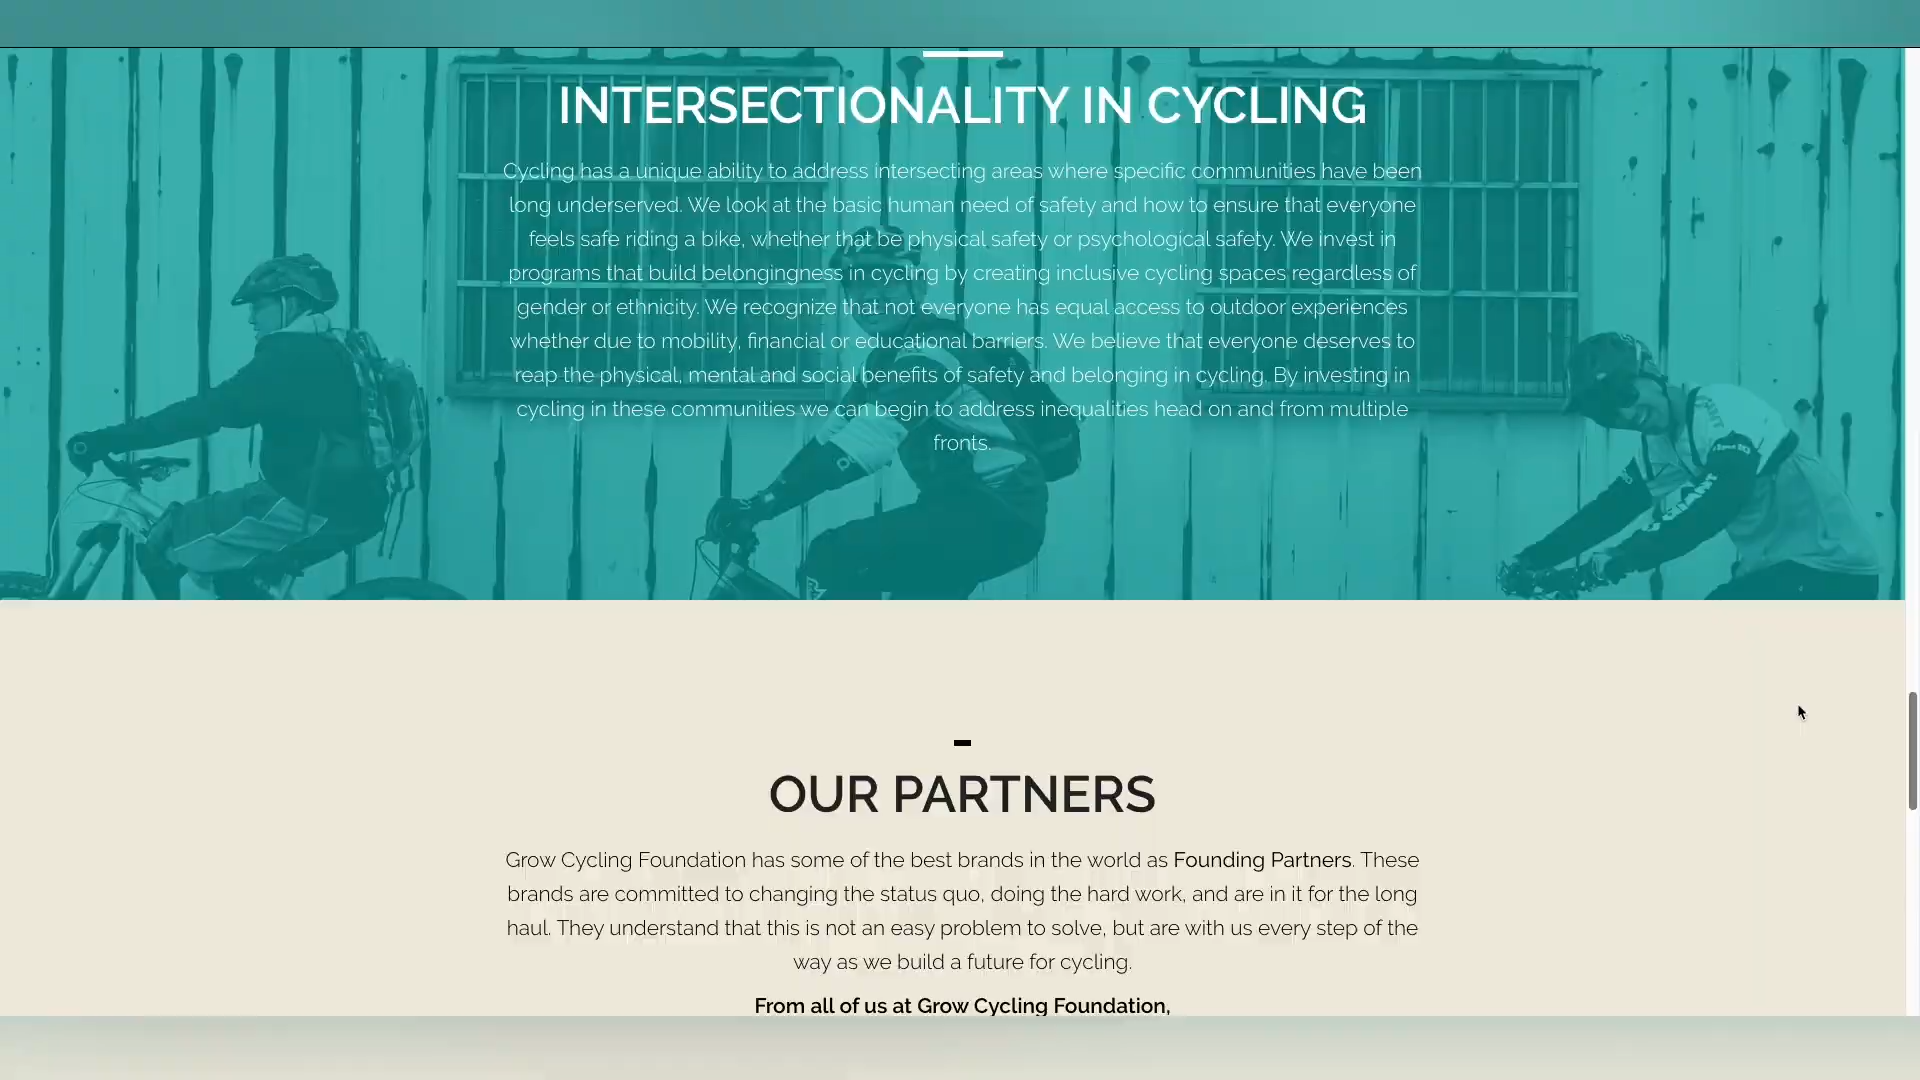 INTERSECTIONALITY IN CYCLING
Cycling has a unique ability to address intersecting areas where specific communities have been
long underserved. We look at the basic human need of safety and how to ensure that everyone
feels safe riding a bike, whether that be physical safety or psychological safety. We invest in
programs that build belongingness in cycling by creating inclusive cycling spaces regardless of
gender or ethnicity. We recognize that not everyone has equal access to outdoor experiences
whether due to mobility, financial or educational barriers. We believe that everyone deserves to
reap the physical, mental and social benefits of safety and belonging in cycling. By investing in
cycling in these communities we can begin to address inequalities head on and from multiple
fronts.
OUR PARTNERS
Grow Cycling Foundation has some of the best brands in the world as Founding Partners. These
brands are committed to changing the status quo, doing the hard work, and are in it for the long
haul. They understand that this is not an easy problem to solve, but are with us every step of the
way as we build a future for cycling.
From all of us at Grow Cycling Foundation,